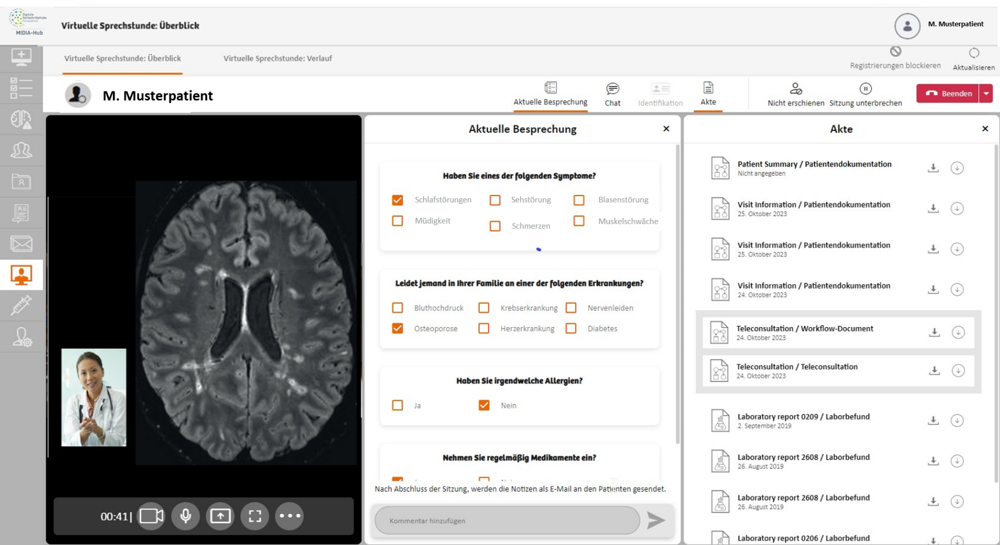 Digitale
FortschrittsHubs
Gesundheit
MIDIA-Hub
Virtuelle Sprechstunde: Überblick
M. Musterpatient
Virtuelle Sprechstunde: Überblick
Virtuelle Sprechstunde: Verlauf
Registrierungen blockieren
Aktualisieren
M. Musterpatient
Aktuelle Besprechung
Chat
Identifikation
Akte
Nicht erschienen
Sitzung unterbrechen
Beenden
00:41|
Aktuelle Besprechung
Haben Sie eines der folgenden Symptome?
Schlafstörungen
Sehstörung
Blasenstörung
Müdigkeit
Schmerzen
Muskelschwäche
Leidet jemand in Ihrer Familie an einer der folgenden Erkrankungen?
Bluthochdruck
Krebserkrankung
Nervenleiden
Osteoporose
Herzerkrankung
Diabetes
Haben Sie irgendwelche Allergien?
Ja
Nein
Nehmen Sie regelmäßig Medikamente ein?
Nach Abschluss der Sitzung, werden die Notizen als E-Mail an den Patienten gesendet.
Kommentar hinzufügen
Akte
Patient Summary / Patientendokumentation
Nicht angegeben
Visit Information / Patientendokumentation
25. Oktober 2023
Visit Information / Patientendokumentation
25. Oktober 2023
Visit Information / Patientendokumentation
24. Oktober 2023
Teleconsultation / Workflow-Document
24. Oktober 2023
Teleconsultation / Teleconsultation
24. Oktober 2023
Laboratory report 0209 / Laborbefund
2. September 2019
Laboratory report 2608 / Laborbefund
26. August 2019
Laboratory report 2608 / Laborbefund
26. August 2019
Laboratory report 0206 / Laborbefund